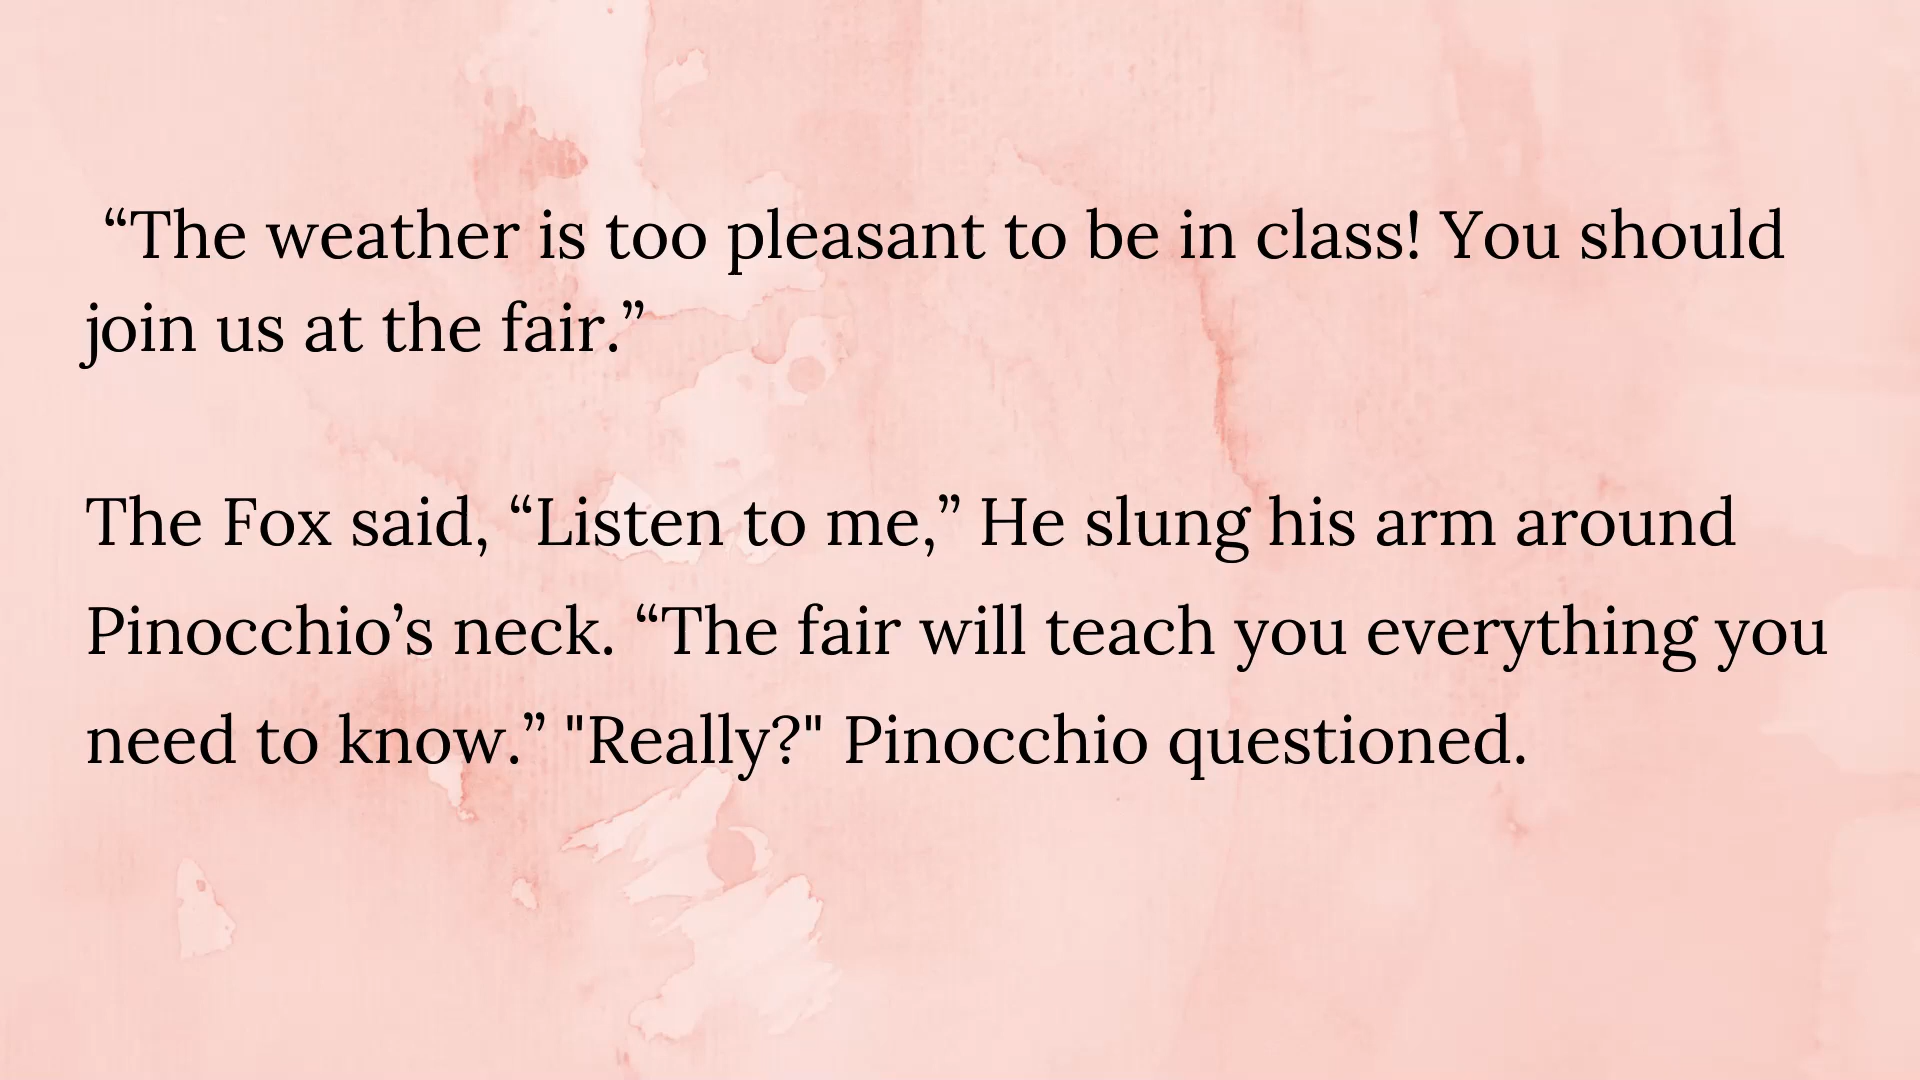 “The weather is too pleasant to be in class! You should
join us at the fair.”
The Fox said, “Listen to me,” He slung his arm around
Pinocchio’s neck. “The fair will teach you everything you
need to know.” "Really?" Pinocchio questioned.